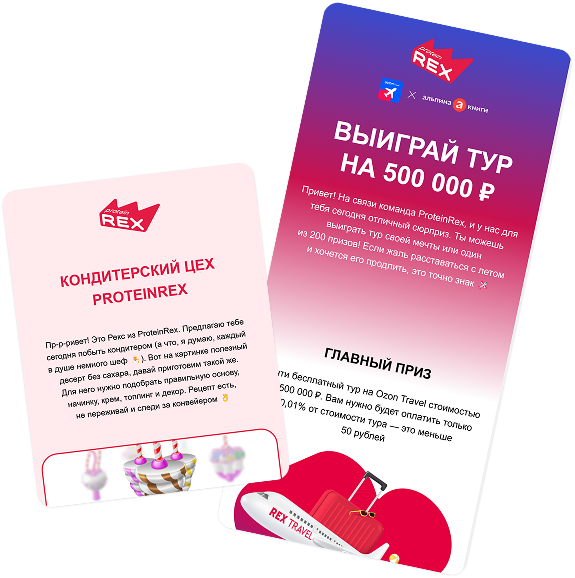 protein
REX
КОНДИТЕРСКИЙ ЦЕХ
PROTEINREX
Пр-р-ривет! Это Рекс из ProteinRex. Предлагаю тебе
сегодня побыть кондитером (а что, я думаю, каждый
в душе немного шеф 👨‍🍳). Вот на картинке полезный
десерт без сахара, давай приготовим такой же.
Для него нужно подобрать правильную основу,
начинку, крем, топпинг и декор. Рецепт есть,
не переживай и следи за конвейером 👌
protein
REX
× альпина а книги
ВЫИГРАЙ ТУР
НА 500 000 ₽
Привет! На связи команда ProteinRex, и у нас для
тебя сегодня отличный сюрприз. Ты можешь
выиграть тур своей мечты или один
из 200 призов! Если жаль расставаться с летом
и хочется его продлить, это точно знак
ГЛАВНЫЙ ПРИЗ
ти бесплатный тур на Ozon Travel стоимостью
500 000 ₽. Вам нужно будет оплатить только
0,01% от стоимости тура — это меньше
50 рублей
REX TRAVEL